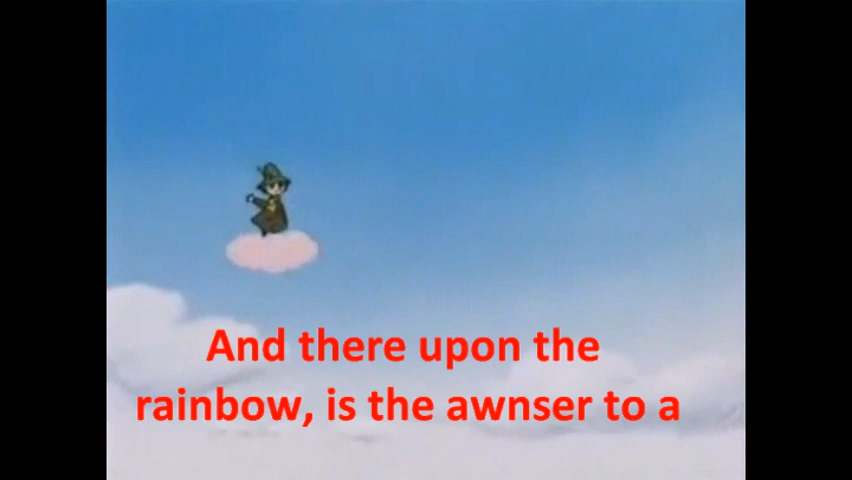 And there upon the
rainbow, is the awnser to a